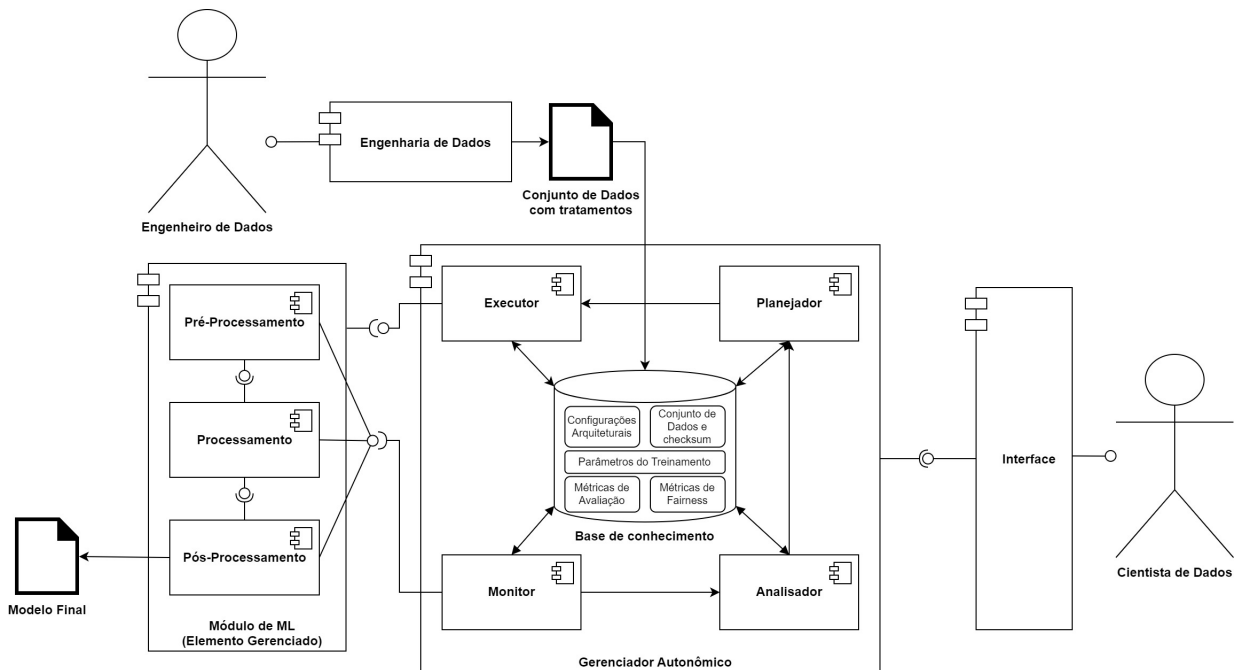 Engenharia de Dados
Conjunto de Dados
com tratamentos
Engenheiro de Dados
Pré-Processamento
Processamento
Pós-Processamento
Módulo de ML
(Elemento Gerenciado)
Modelo Final
Executor
Planejador
Configurações
Arquiteturais
Conjunto de
Dados e
checksum
Parâmetros do Treinamento
Métricas de
Avaliação
Métricas de
Fairness
Base de conhecimento
Monitor
Analisador
Gerenciador Autonômico
Interface
Cientista de Dados